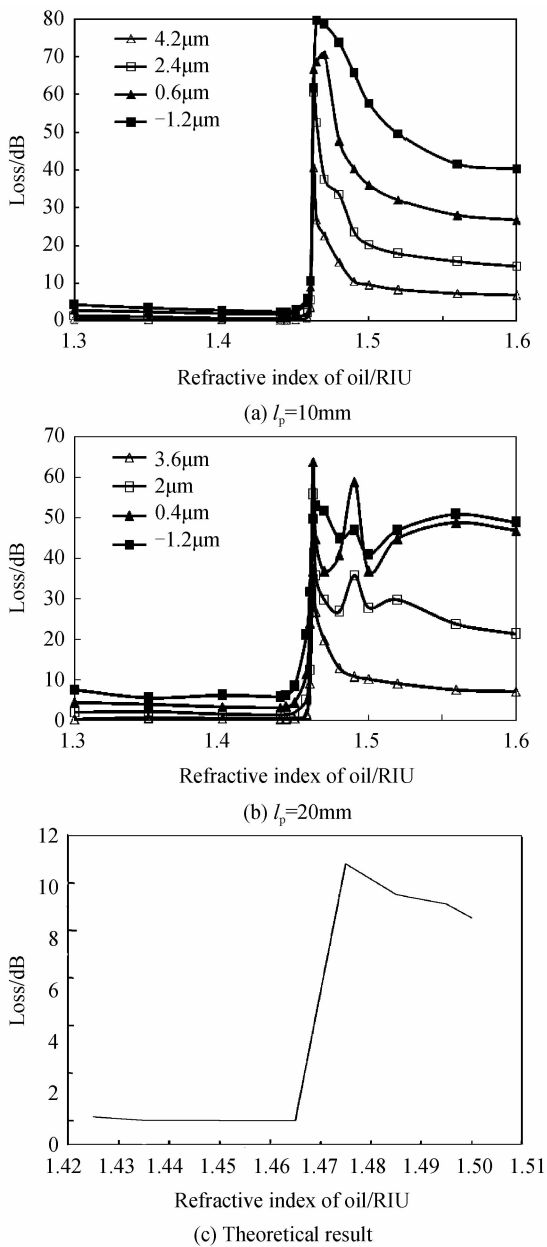 80
70
60
50
40
30
20
10
0
Loss/dB
4.2μm
2.4μm
0.6μm
−1.2μm
1.3 1.4 1.5 1.6
Refractive index of oil/RIU
(a) lp=10mm
70
60
50
40
30
20
10
0
Loss/dB
3.6μm
2μm
0.4μm
−1.2μm
1.3 1.4 1.5 1.6
Refractive index of oil/RIU
(b) lp=20mm
12
10
8
6
4
2
0
Loss/dB
1.42 1.43 1.44 1.45 1.46 1.47 1.48 1.49 1.50 1.51
Refractive index of oil/RIU
(c) Theoretical result